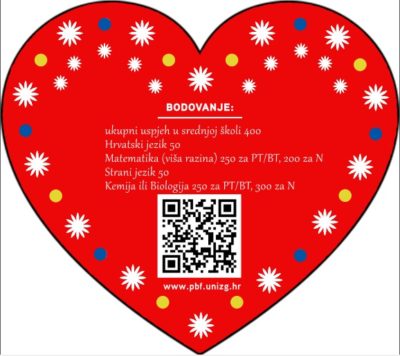 BODOVANJE:
ukupni uspjeh u srednjoj školi 400
Hrvatski jezik 50
Matematika (viša razina) 250 za PT/BT, 200 za N
Strani jezik 50
Kemija ili Biologija 250 za PT/BT, 300 za N
www.pbf.unizg.hr